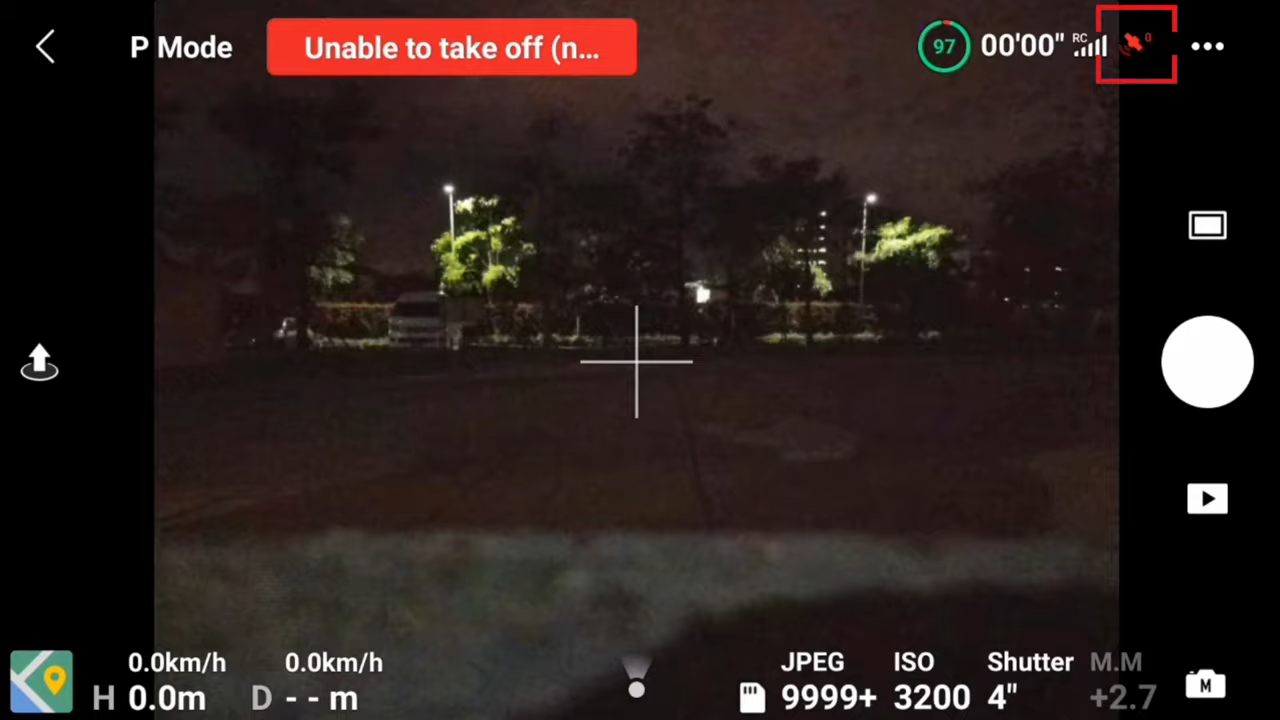 P Mode
Unable to take off (n...
97
00'00"
RC
0
0.0km/h
0.0km/h
H 0.0m
D - - m
JPEG
9999+
ISO
3200
Shutter
4"
M.M
+2.7
M